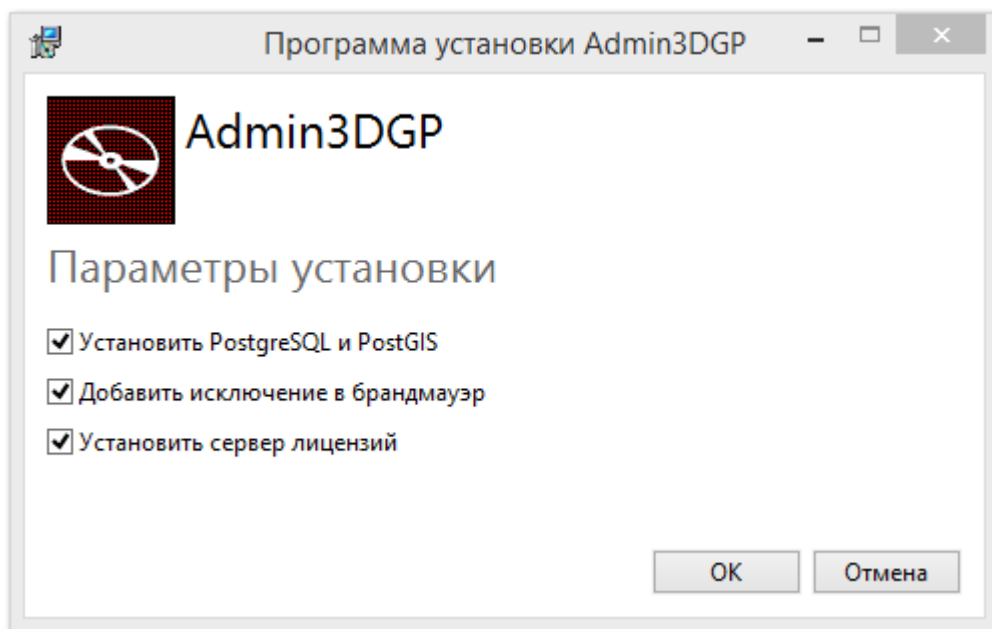 Программа установки Admin3DGP
Admin3DGP
Параметры установки
Установить PostgreSQL и PostGIS
Добавить исключение в брандмауэр
Установить сервер лицензий
OK
Отмена